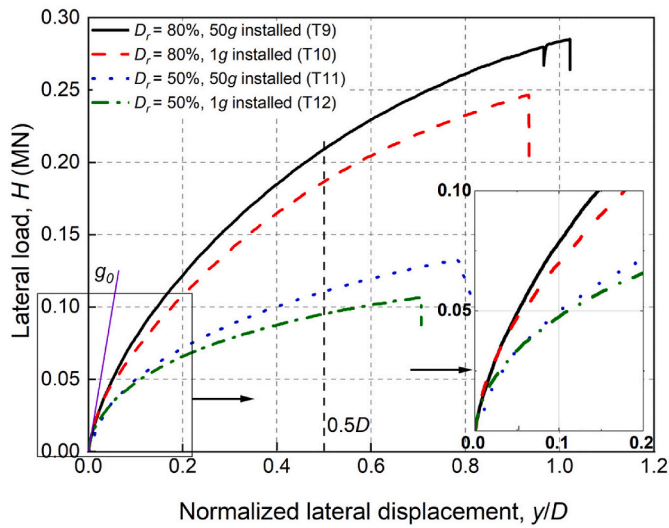 0.30
0.25
0.20
0.15
0.10
0.05
0.00
Lateral load, H (MN)
Dᵣ = 80%, 50g installed (T9)
Dᵣ = 80%, 1g installed (T10)
Dᵣ = 50%, 50g installed (T11)
Dᵣ = 50%, 1g installed (T12)
g₀
0.5D
0.10
0.05
0.0 0.1 0.2
0.0 0.2 0.4 0.6 0.8 1.0 1.2
Normalized lateral displacement, y/D